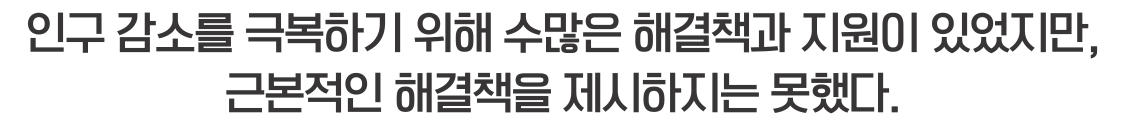 인구 감소를 극복하기 위해 수많은 해결책과 지원이 있었지만,
근본적인 해결책을 제시하지는 못했다.